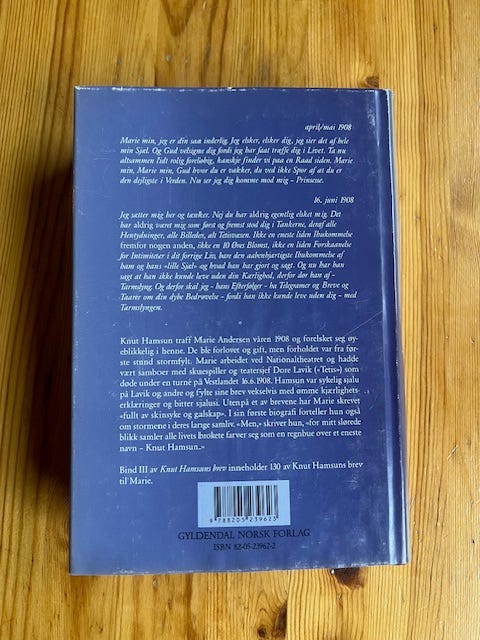 april/mai 1908
Marie min, jeg er din saa inderlig. Jeg elsker, elsker dig, jeg sier det af hele
min Sjæl. Og Gud velsigne dig fordi jeg har faat træffe dig i Livet. Ta nu
altsammen Tidt rolig foreløbig, kanskje finder vi paa en Raad siden. Marie
min, Marie min, Gud hvor du er vakker, du ved ikke Spor af at du er
den dejligste i Verden. Nu ser jeg dig komme mod mig – Prinsesse.
16. juni 1908
Jeg sætter mig her og tænker. Nej du har aldrig egentlig elsket mig. Det
har aldrig været mig som først og fremst stod dig i Tankerne, deraf alle
Hentydninger, alle Billeder, alt Tetisvæsen. Ikke en eneste liden Ihukommelse
fremfor nogen anden, ikke en 10 Øres Blomst, ikke en liden Forskaanelse
for Intimiteter i dit forrige Liv, bare den aabenhjærtigste Ihukommelse af
ham og hans «lille Sjæl» og hvad han har gjort og sagt. Og nu har han
sagt at han ikke kunde leve uden din Kærlighed, derfor dør han af –
Tarmslyng. Og derfor skal jeg – hans Efterfølger – ha Telegramer og Breve og
Taarer om din dybe Bedrøvelse – fordi han ikke kunde leve uden dig – med
Tarmslyngen.
Knut Hamsun traff Marie Andersen våren 1908 og forelsket seg øy-
eblikkelig i henne. De ble forlovet og gift, men forholdet var fra før-
ste stund stormfylt. Marie arbeidet ved Nationaltheatret og hadde
vært samboer med skuespiller og teatersjef Dore Lavik («Tetis») som
døde under en turné på Vestlandet 16.6.1908. Hamsun var sykelig sjalu
på Lavik og andre og fylte sine brev vekselvis med ømme kjærlighets-
erklæringer og bitter sjalusi. Utenpå et av brevene har Marie skrevet
«fullt av skinsyke og galskap». I sin første biografi forteller hun også
om stormene i deres lange samliv. «Men,» skriver hun, «for mitt slørede
blikk samler alle livets brokete farver seg som en regnbue over et eneste
navn – Knut Hamsun.»
Bind III av Knut Hamsuns brev inneholder 130 av Knut Hamsuns brev
til Marie.
9 788205 239623
GYLDENDAL NORSK FORLAG
ISBN 82-05-23962-2